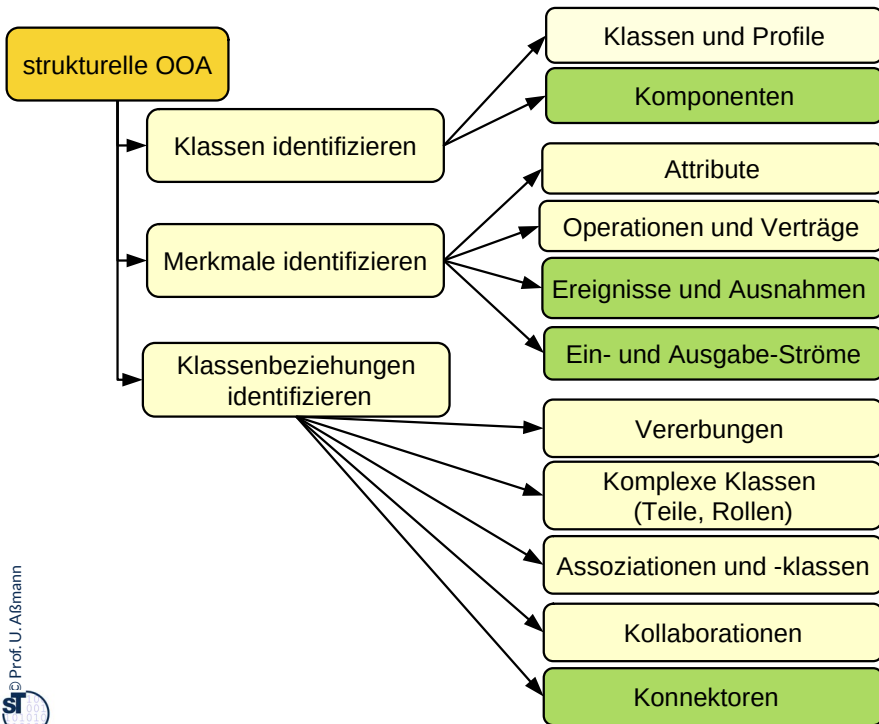 strukturelle OOA
Klassen identifizieren
Klassen und Profile
Komponenten
Merkmale identifizieren
Attribute
Operationen und Verträge
Ereignisse und Ausnahmen
Ein- und Ausgabe-Ströme
Klassenbeziehungen
identifizieren
Vererbungen
Komplexe Klassen
(Teile, Rollen)
Assoziationen und -klassen
Kollaborationen
Konnektoren
© Prof. U. Aßmann
ST